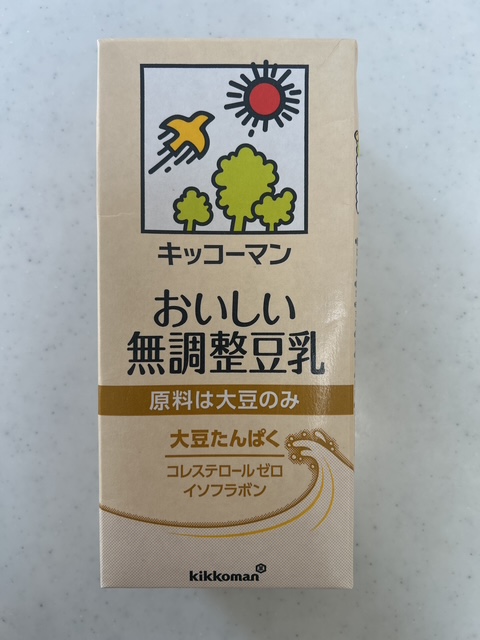 キッコーマン
おいしい
無調整豆乳
原料は大豆のみ
大豆たんぱく
コレステロールゼロ
イソフラボン
kikkoman